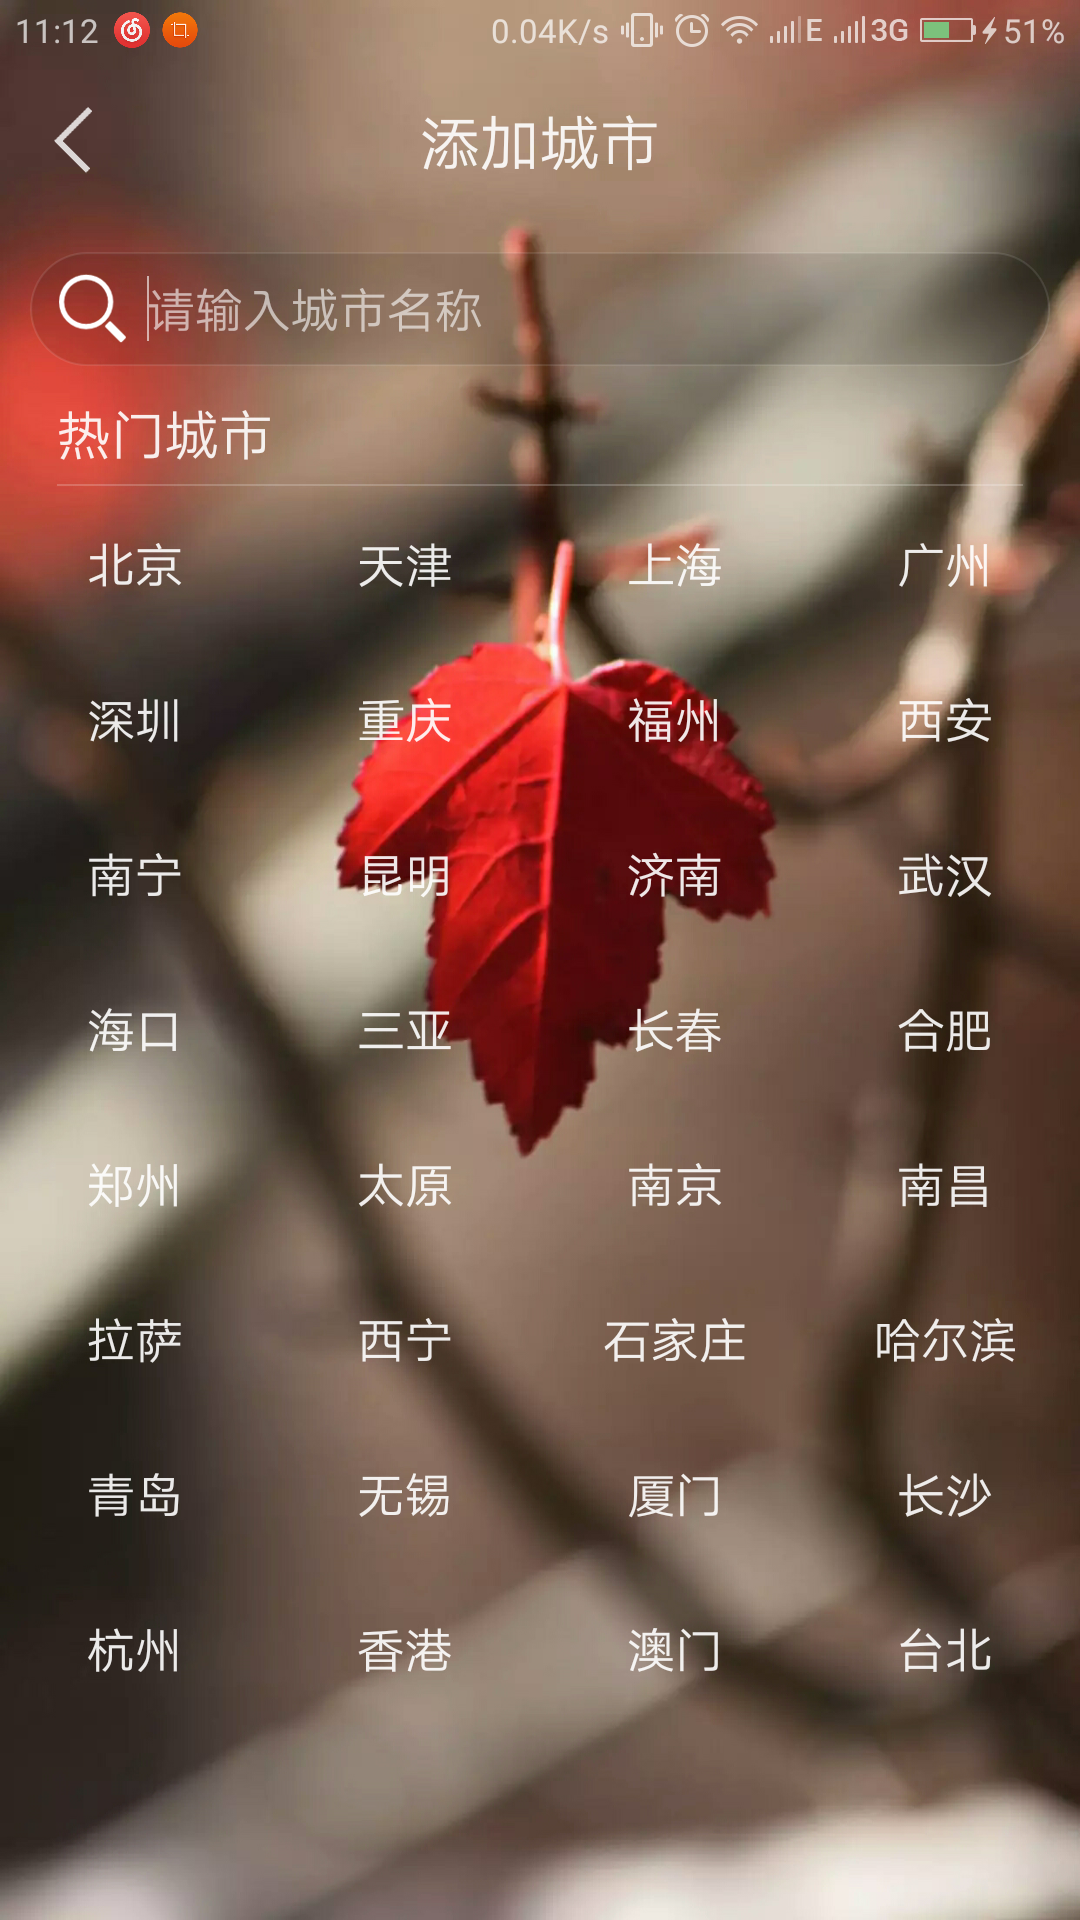 11:12 0.04K/s E 3G 51%
添加城市
请输入城市名称
热门城市
北京 天津 上海 广州
深圳 重庆 福州 西安
南宁 昆明 济南 武汉
海口 三亚 长春 合肥
郑州 太原 南京 南昌
拉萨 西宁 石家庄 哈尔滨
青岛 无锡 厦门 长沙
杭州 香港 澳门 台北